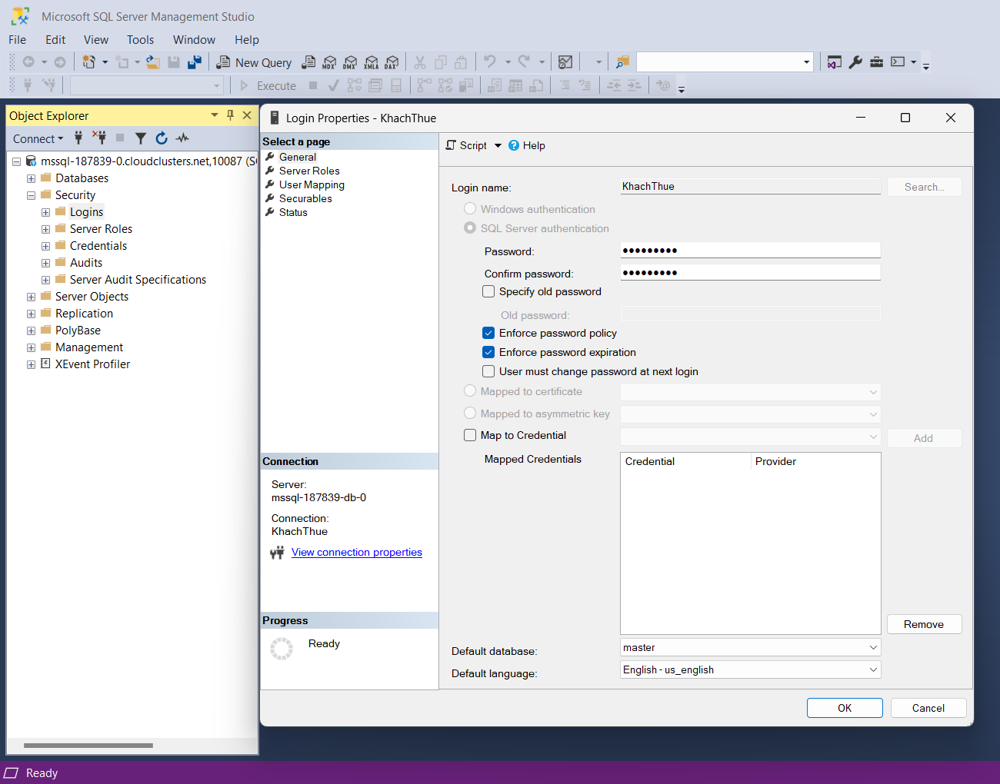 Microsoft SQL Server Management Studio
File Edit View Tools Window Help
New Query MDX DMX XMLA DAX
Execute
Object Explorer
Connect
mssql-187839-0.cloudclusters.net,10087 (S
Databases
Security
Logins
Server Roles
Credentials
Audits
Server Audit Specifications
Server Objects
Replication
PolyBase
Management
XEvent Profiler
Login Properties - KhachThue
Select a page
General
Server Roles
User Mapping
Securables
Status
Connection
Server:
mssql-187839-db-0
Connection:
KhachThue
View connection properties
Progress
Ready
Script Help
Login name: KhachThue Search...
Windows authentication
SQL Server authentication
Password: ●●●●●●●●●
Confirm password: ●●●●●●●●●
Specify old password
Old password:
Enforce password policy
Enforce password expiration
User must change password at next login
Mapped to certificate
Mapped to asymmetric key
Map to Credential Add
Mapped Credentials Credential Provider
Remove
Default database: master
Default language: English - us_english
OK Cancel
Ready